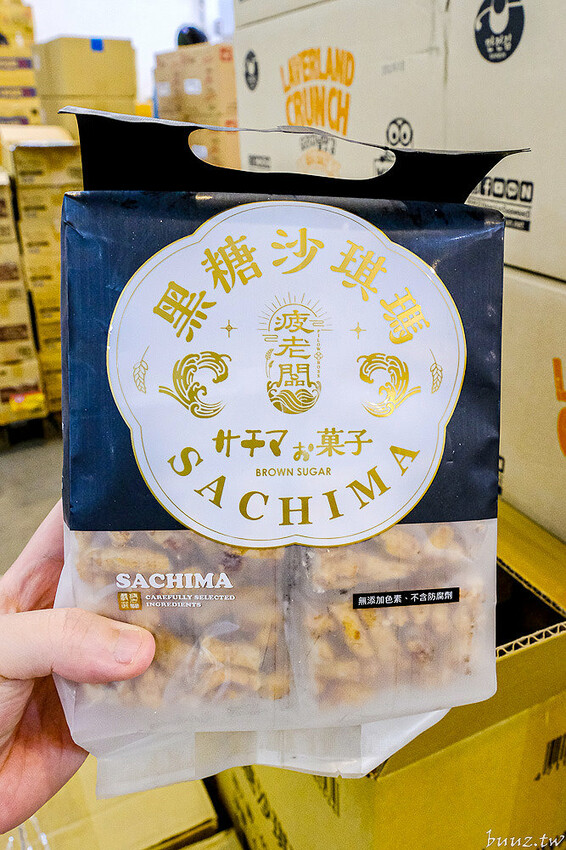 LAVERLAND
CRUNCH
黑糖沙琪瑪
疲老闆
サチマお菓子
BROWN SUGAR
SACHIMA
SACHIMA
CAREFULLY SELECTED
INGREDIENTS
無添加色素、不含防腐劑
buuz.tw